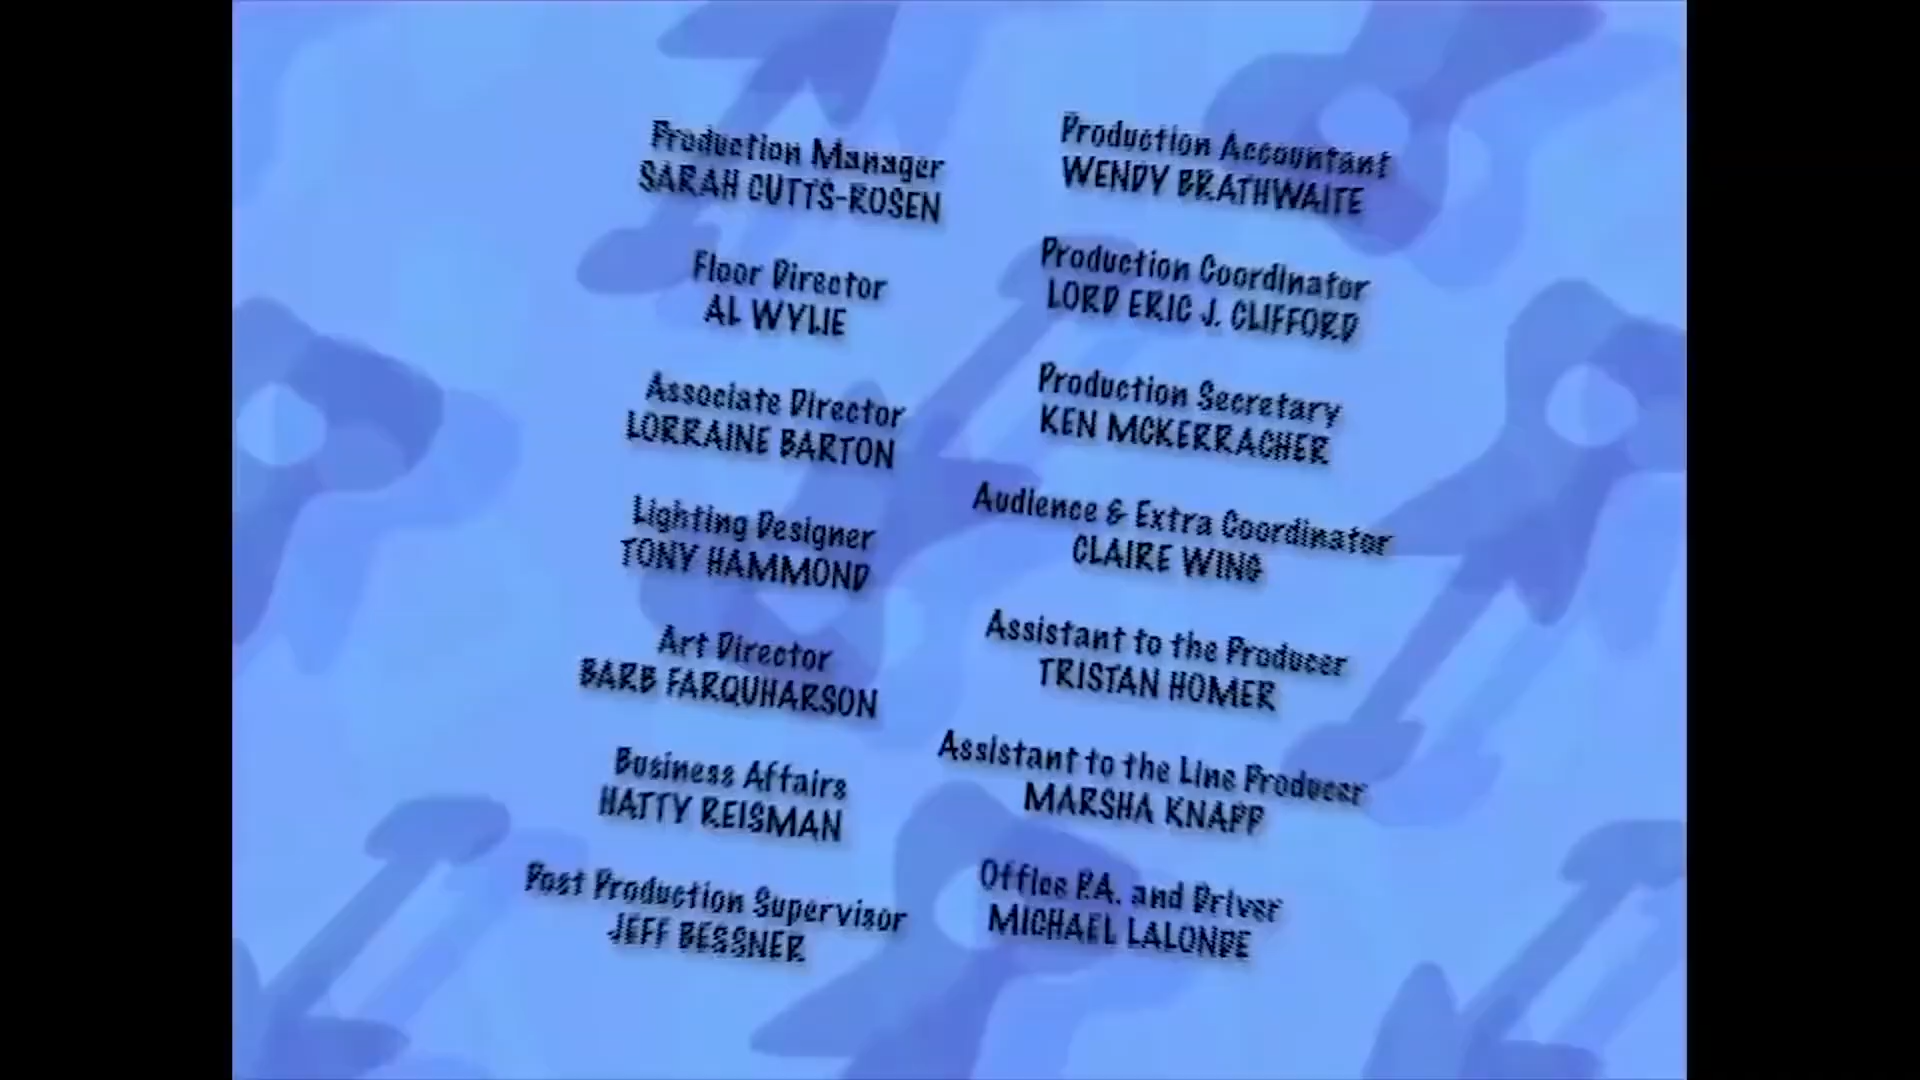 Production Manager
SARAH CUTTS-ROSEN
Floor Director
AL WYLIE
Associate Director
LORRAINE BARTON
Lighting Designer
TONY HAMMOND
Art Director
BARB FARQUHARSON
Business Affairs
HATTY REISMAN
Post Production Supervisor
JEFF BESSNER
Production Accountant
WENDY BRATHWAITE
Production Coordinator
LORD ERIC J. CLIFFORD
Production Secretary
KEN MCKERRACHER
Audience & Extra Coordinator
CLAIRE WING
Assistant to the Producer
TRISTAN HOMER
Assistant to the Line Producer
MARSHA KNAPP
Office P.A. and Driver
MICHAEL LALONDE